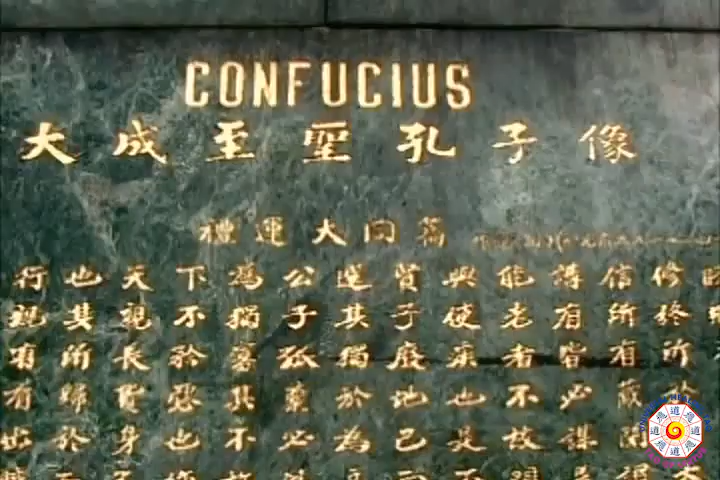 CONFUCIUS
大成至聖孔子像
禮運大同篇
行也天下為公選賢與能講信修睦
親其親不獨子其子使老有所終
有所長矜寡孤獨廢疾者皆有所
有歸貨惡其棄於地也不必藏於
出於身也不必為己是故謀閉